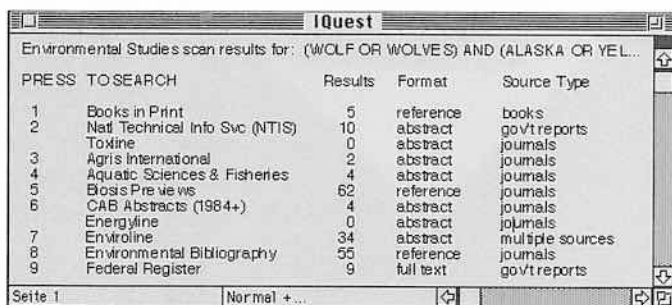 IQuest
Environmental Studies scan results for: (WOLF OR WOLVES) AND (ALASKA OR YEL...
PRESS TO SEARCH Results Format Source Type
1 Books in Print 5 reference books
2 Natl Technical Info Svc (NTIS) 10 abstract gov't reports
Toxline 0 abstract journals
3 Agris International 2 abstract journals
4 Aquatic Sciences & Fisheries 4 abstract journals
5 Biosis Previews 62 reference journals
6 CAB Abstracts (1984+) 4 abstract journals
Energyline 0 abstract journals
7 Enviroline 34 abstract multiple sources
8 Environmental Bibliography 55 reference journals
9 Federal Register 9 full text gov't reports
Seite 1 Normal +...